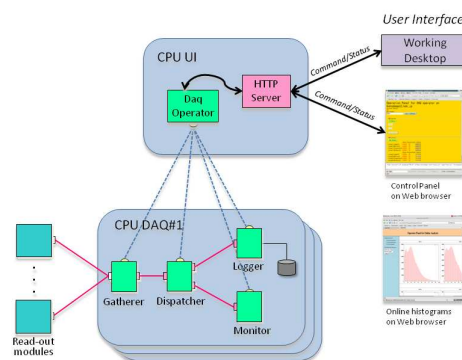 User Interface
CPU UI
Working
Desktop
HTTP
Server
Daq
Operator
Command/Status
Command/Status
Control Panel
on Web browser
CPU DAQ#1
Logger
Gatherer
Dispatcher
Monitor
Read-out
modules
Online histograms
on Web browser